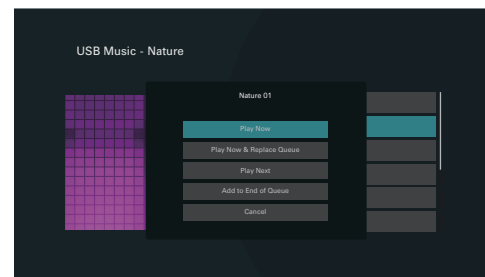 USB Music - Nature
Nature 01
Play Now
Play Now & Replace Queue
Play Next
Add to End of Queue
Cancel